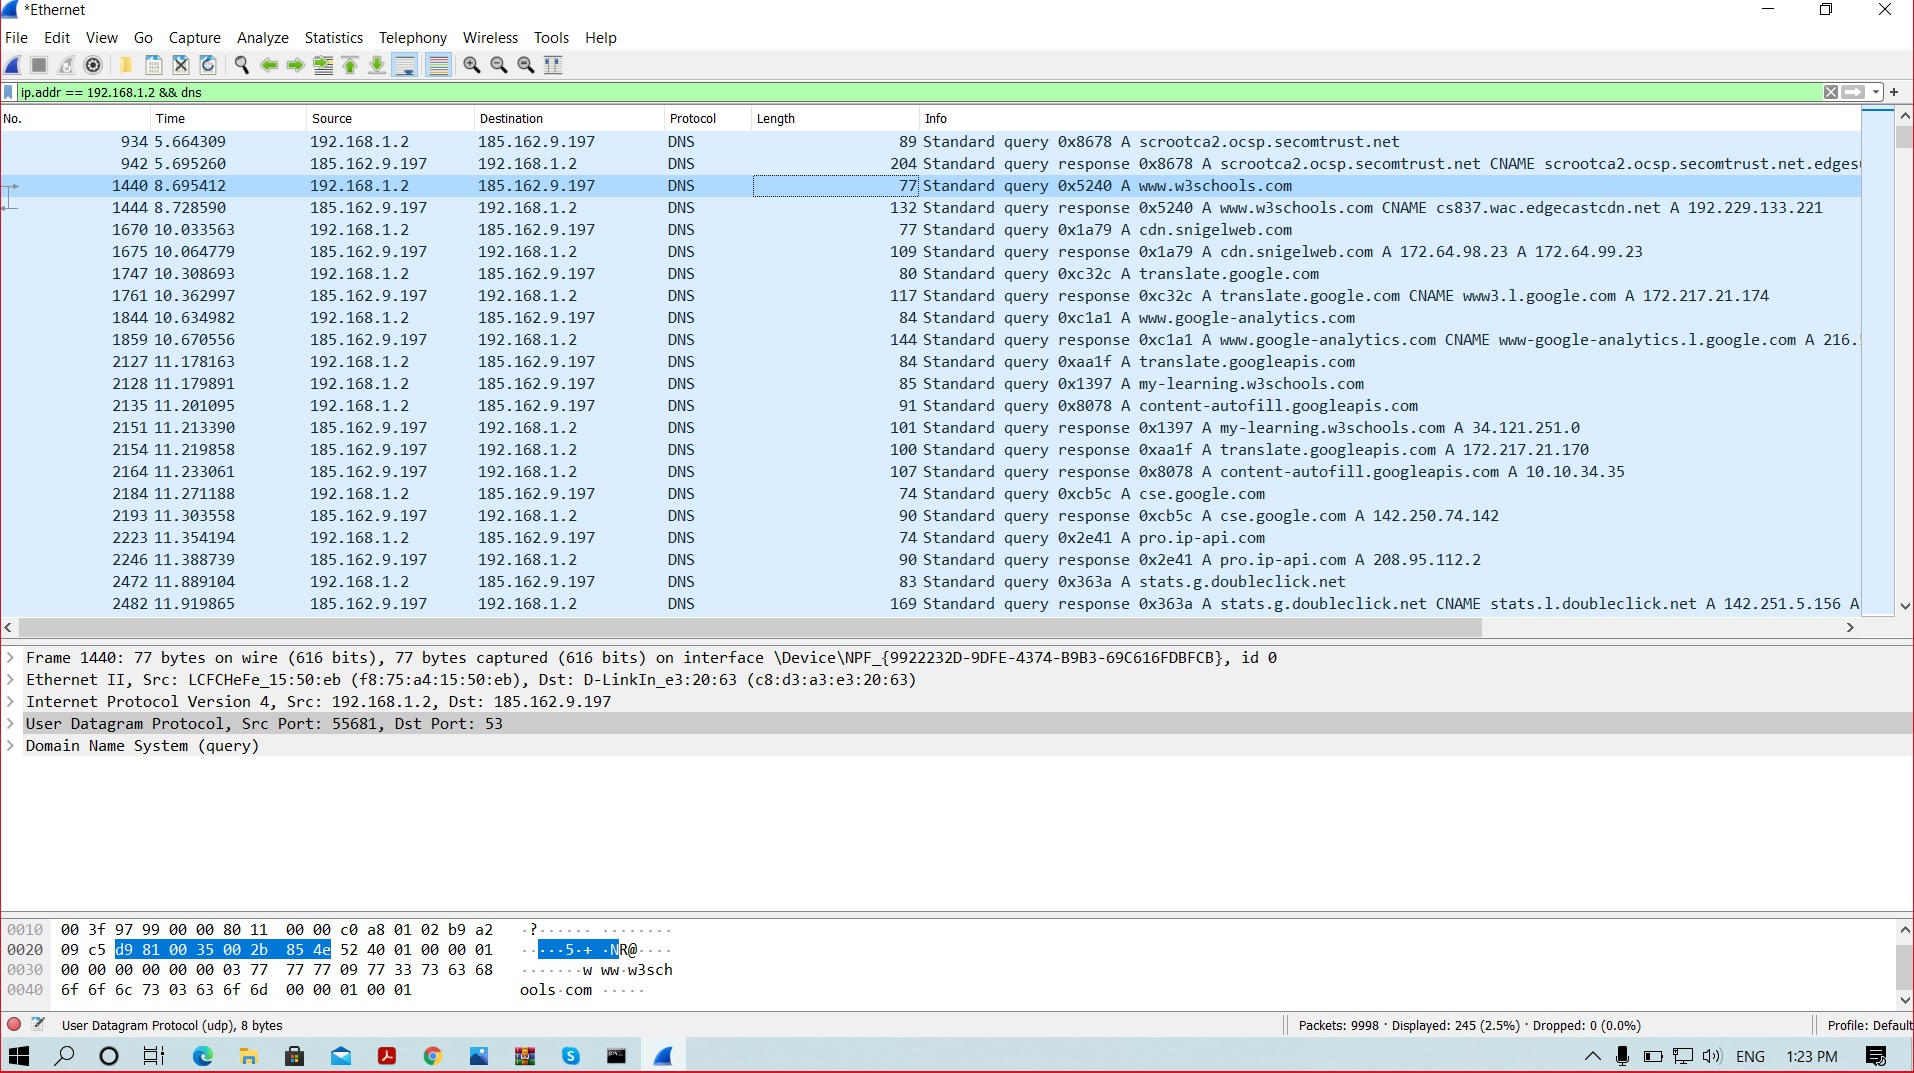 *Ethernet
File Edit View Go Capture Analyze Statistics Telephony Wireless Tools Help
ip.addr == 192.168.1.2 && dns
No. Time Source Destination Protocol Length Info
934 5.664309 192.168.1.2 185.162.9.197 DNS 89 Standard query 0x8678 A scrootca2.ocsp.secomtrust.net
942 5.695260 185.162.9.197 192.168.1.2 DNS 204 Standard query response 0x8678 A scrootca2.ocsp.secomtrust.net CNAME scrootca2.ocsp.secomtrust.net.edges
1440 8.695412 192.168.1.2 185.162.9.197 DNS 77 Standard query 0x5240 A www.w3schools.com
1444 8.728590 185.162.9.197 192.168.1.2 DNS 132 Standard query response 0x5240 A www.w3schools.com CNAME cs837.wac.edgecastcdn.net A 192.229.133.221
1670 10.033563 192.168.1.2 185.162.9.197 DNS 77 Standard query 0x1a79 A cdn.snigelweb.com
1675 10.064779 185.162.9.197 192.168.1.2 DNS 109 Standard query response 0x1a79 A cdn.snigelweb.com A 172.64.98.23 A 172.64.99.23
1747 10.308693 192.168.1.2 185.162.9.197 DNS 80 Standard query 0xc32c A translate.google.com
1761 10.362997 185.162.9.197 192.168.1.2 DNS 117 Standard query response 0xc32c A translate.google.com CNAME www3.l.google.com A 172.217.21.174
1844 10.634982 192.168.1.2 185.162.9.197 DNS 84 Standard query 0xc1a1 A www.google-analytics.com
1859 10.670556 185.162.9.197 192.168.1.2 DNS 144 Standard query response 0xc1a1 A www.google-analytics.com CNAME www-google-analytics.l.google.com A 216.
2127 11.178163 192.168.1.2 185.162.9.197 DNS 84 Standard query 0xaa1f A translate.googleapis.com
2128 11.179891 192.168.1.2 185.162.9.197 DNS 85 Standard query 0x1397 A my-learning.w3schools.com
2135 11.201095 192.168.1.2 185.162.9.197 DNS 91 Standard query 0x8078 A content-autofill.googleapis.com
2151 11.213390 185.162.9.197 192.168.1.2 DNS 101 Standard query response 0x1397 A my-learning.w3schools.com A 34.121.251.0
2154 11.219858 185.162.9.197 192.168.1.2 DNS 100 Standard query response 0xaa1f A translate.googleapis.com A 172.217.21.170
2164 11.233061 185.162.9.197 192.168.1.2 DNS 107 Standard query response 0x8078 A content-autofill.googleapis.com A 10.10.34.35
2184 11.271188 192.168.1.2 185.162.9.197 DNS 74 Standard query 0xcb5c A cse.google.com
2193 11.303558 185.162.9.197 192.168.1.2 DNS 90 Standard query response 0xcb5c A cse.google.com A 142.250.74.142
2223 11.354194 192.168.1.2 185.162.9.197 DNS 74 Standard query 0x2e41 A pro.ip-api.com
2246 11.388739 185.162.9.197 192.168.1.2 DNS 90 Standard query response 0x2e41 A pro.ip-api.com A 208.95.112.2
2472 11.889104 192.168.1.2 185.162.9.197 DNS 83 Standard query 0x363a A stats.g.doubleclick.net
2482 11.919865 185.162.9.197 192.168.1.2 DNS 169 Standard query response 0x363a A stats.g.doubleclick.net CNAME stats.l.doubleclick.net A 142.251.5.156 A
Frame 1440: 77 bytes on wire (616 bits), 77 bytes captured (616 bits) on interface \Device\NPF_{9922232D-9DFE-4374-B9B3-69C616FDBFCB}, id 0
Ethernet II, Src: LCFCHeFe_15:50:eb (f8:75:a4:15:50:eb), Dst: D-LinkIn_e3:20:63 (c8:d3:a3:e3:20:63)
Internet Protocol Version 4, Src: 192.168.1.2, Dst: 185.162.9.197
User Datagram Protocol, Src Port: 55681, Dst Port: 53
Domain Name System (query)
0010 00 3f 97 99 00 00 80 11 00 00 c0 a8 01 02 b9 a2 ·?······ ········
0020 09 c5 d9 81 00 35 00 2b 85 4e 52 40 01 00 00 01 ·····5·+ ·NR@····
0030 00 00 00 00 00 00 03 77 77 77 09 77 33 73 63 68 ·······w ww·w3sch
0040 6f 6f 6c 73 03 63 6f 6d 00 00 01 00 01 ools·com ·····
User Datagram Protocol (udp), 8 bytes Packets: 9998 · Displayed: 245 (2.5%) · Dropped: 0 (0.0%) Profile: Default
ENG 1:23 PM